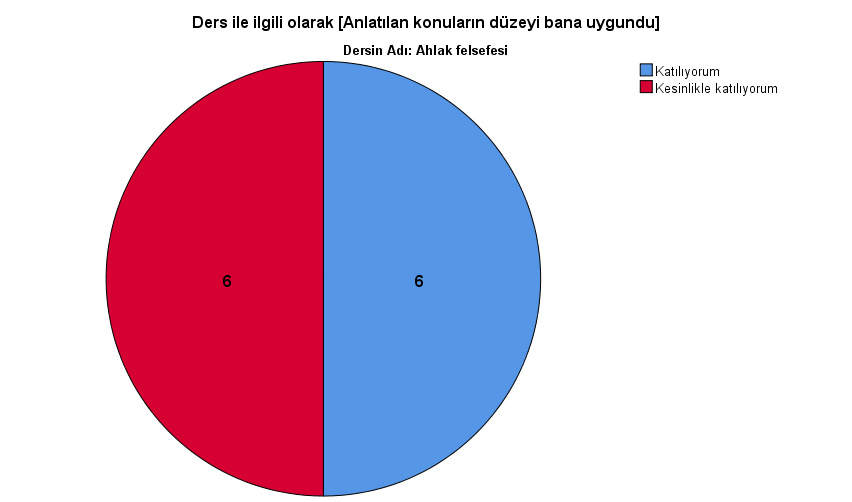 Ders ile ilgili olarak [Anlatılan konuların düzeyi bana uygundu]
Dersin Adı: Ahlak felsefesi
Katılıyorum
Kesinlikle katılıyorum
6
6